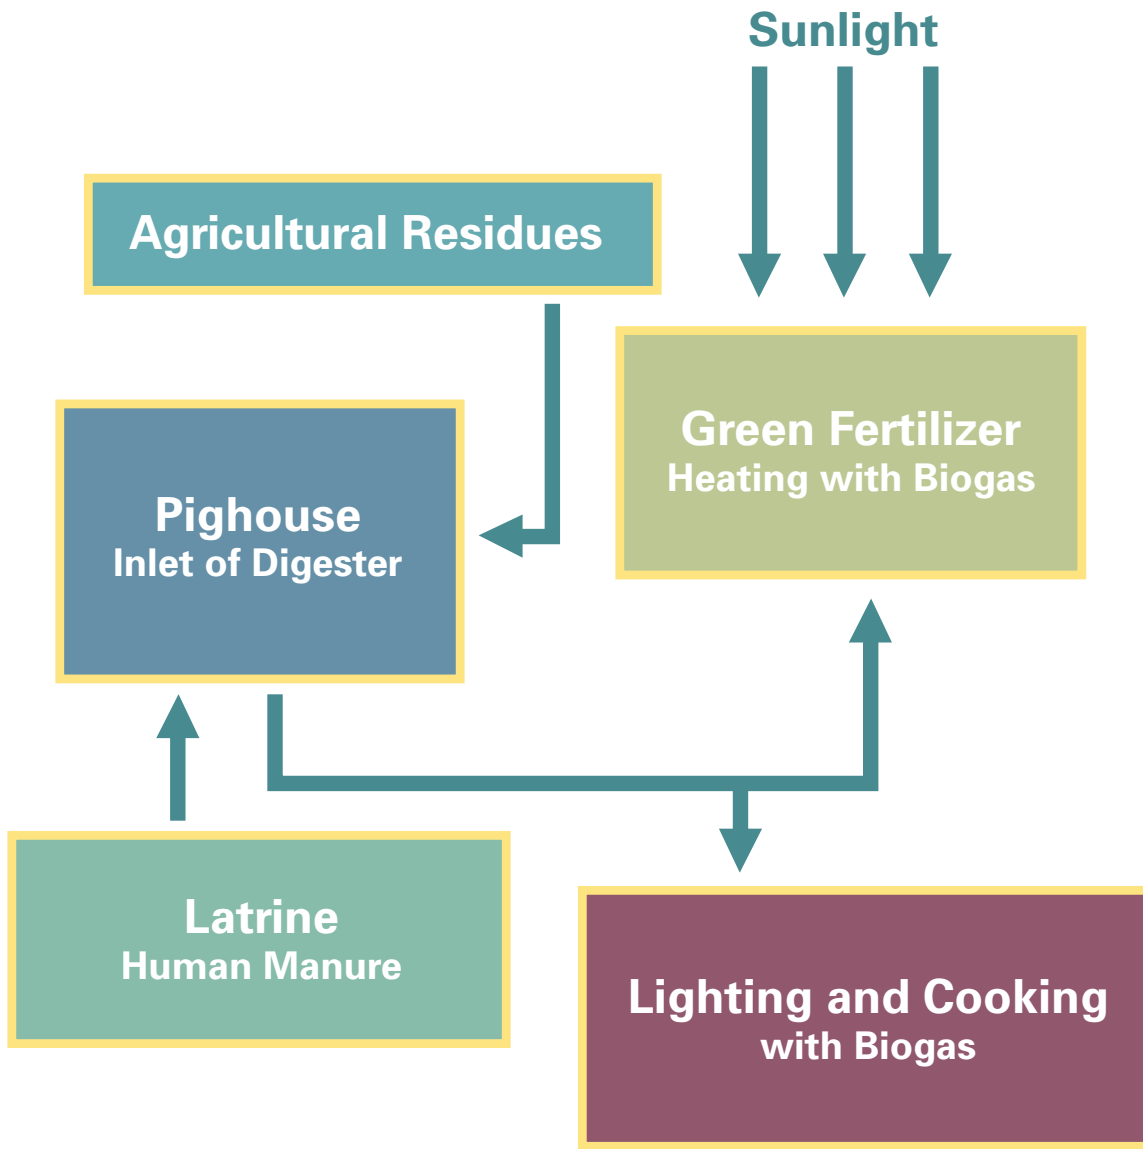 Sunlight
Agricultural Residues
Green Fertilizer
Heating with Biogas
Pighouse
Inlet of Digester
Latrine
Human Manure
Lighting and Cooking
with Biogas